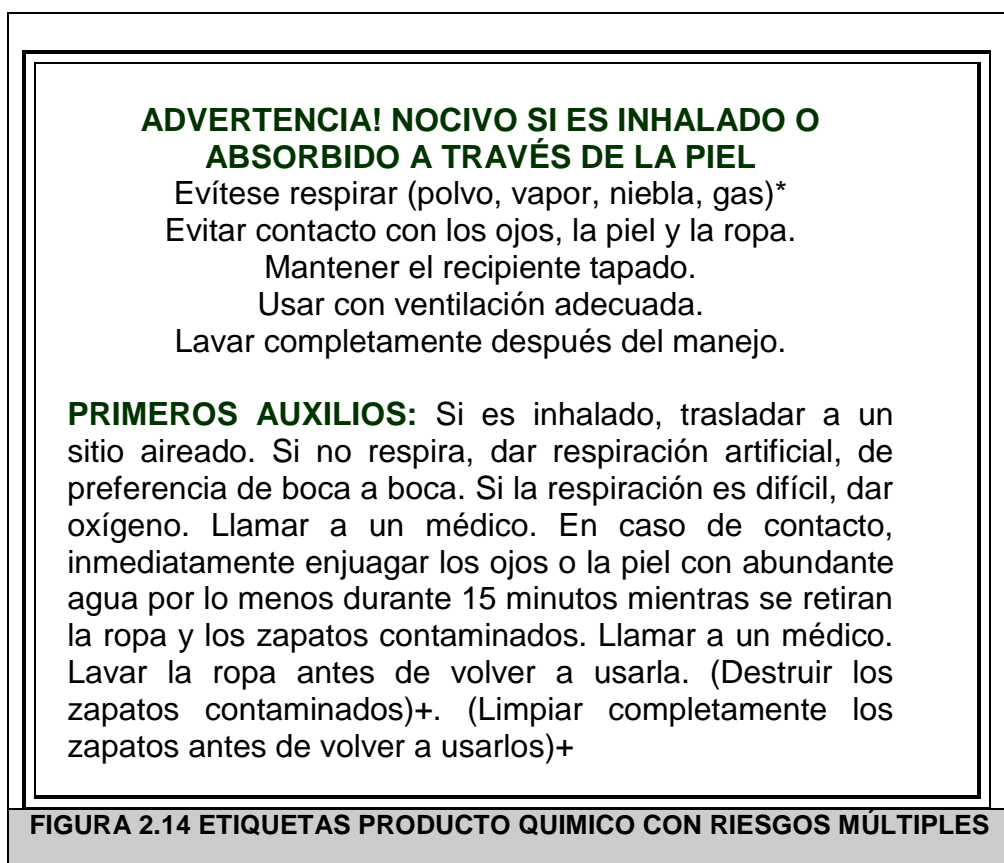 ADVERTENCIA! NOCIVO SI ES INHALADO O
ABSORBIDO A TRAVÉS DE LA PIEL
Evítese respirar (polvo, vapor, niebla, gas)*
Evitar contacto con los ojos, la piel y la ropa.
Mantener el recipiente tapado.
Usar con ventilación adecuada.
Lavar completamente después del manejo.
PRIMEROS AUXILIOS: Si es inhalado, trasladar a un
sitio aireado. Si no respira, dar respiración artificial, de
preferencia de boca a boca. Si la respiración es difícil, dar
oxígeno. Llamar a un médico. En caso de contacto,
inmediatamente enjuagar los ojos o la piel con abundante
agua por lo menos durante 15 minutos mientras se retiran
la ropa y los zapatos contaminados. Llamar a un médico.
Lavar la ropa antes de volver a usarla. (Destruir los
zapatos contaminados)+. (Limpiar completamente los
zapatos antes de volver a usarlos)+
FIGURA 2.14 ETIQUETAS PRODUCTO QUIMICO CON RIESGOS MÚLTIPLES